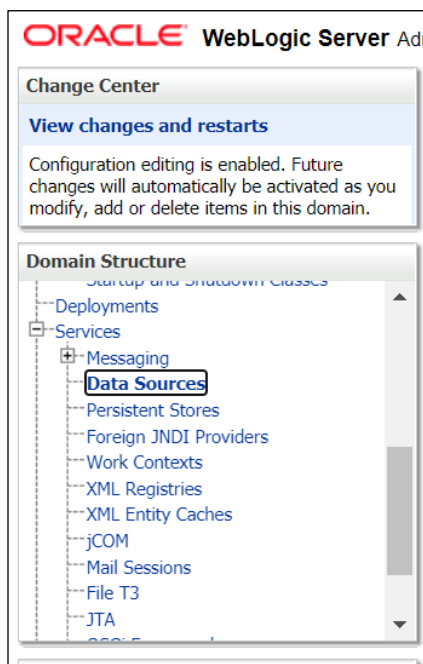 ORACLE WebLogic Server
Change Center
View changes and restarts
Configuration editing is enabled. Future
changes will automatically be activated as you
modify, add or delete items in this domain.
Domain Structure
Startup and Shutdown Classes
Deployments
Services
Messaging
Data Sources
Persistent Stores
Foreign JNDI Providers
Work Contexts
XML Registries
XML Entity Caches
jCOM
Mail Sessions
File T3
JTA